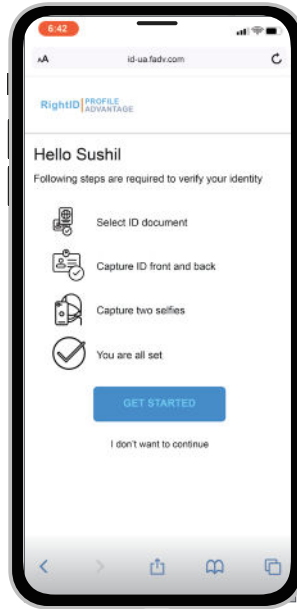 6:42
AA
id-ua.fadv.com
RightID PROFILE
ADVANTAGE
Hello Sushil
Following steps are required to verify your identity
Select ID document
Capture ID front and back
Capture two selfies
You are all set
GET STARTED
I don't want to continue